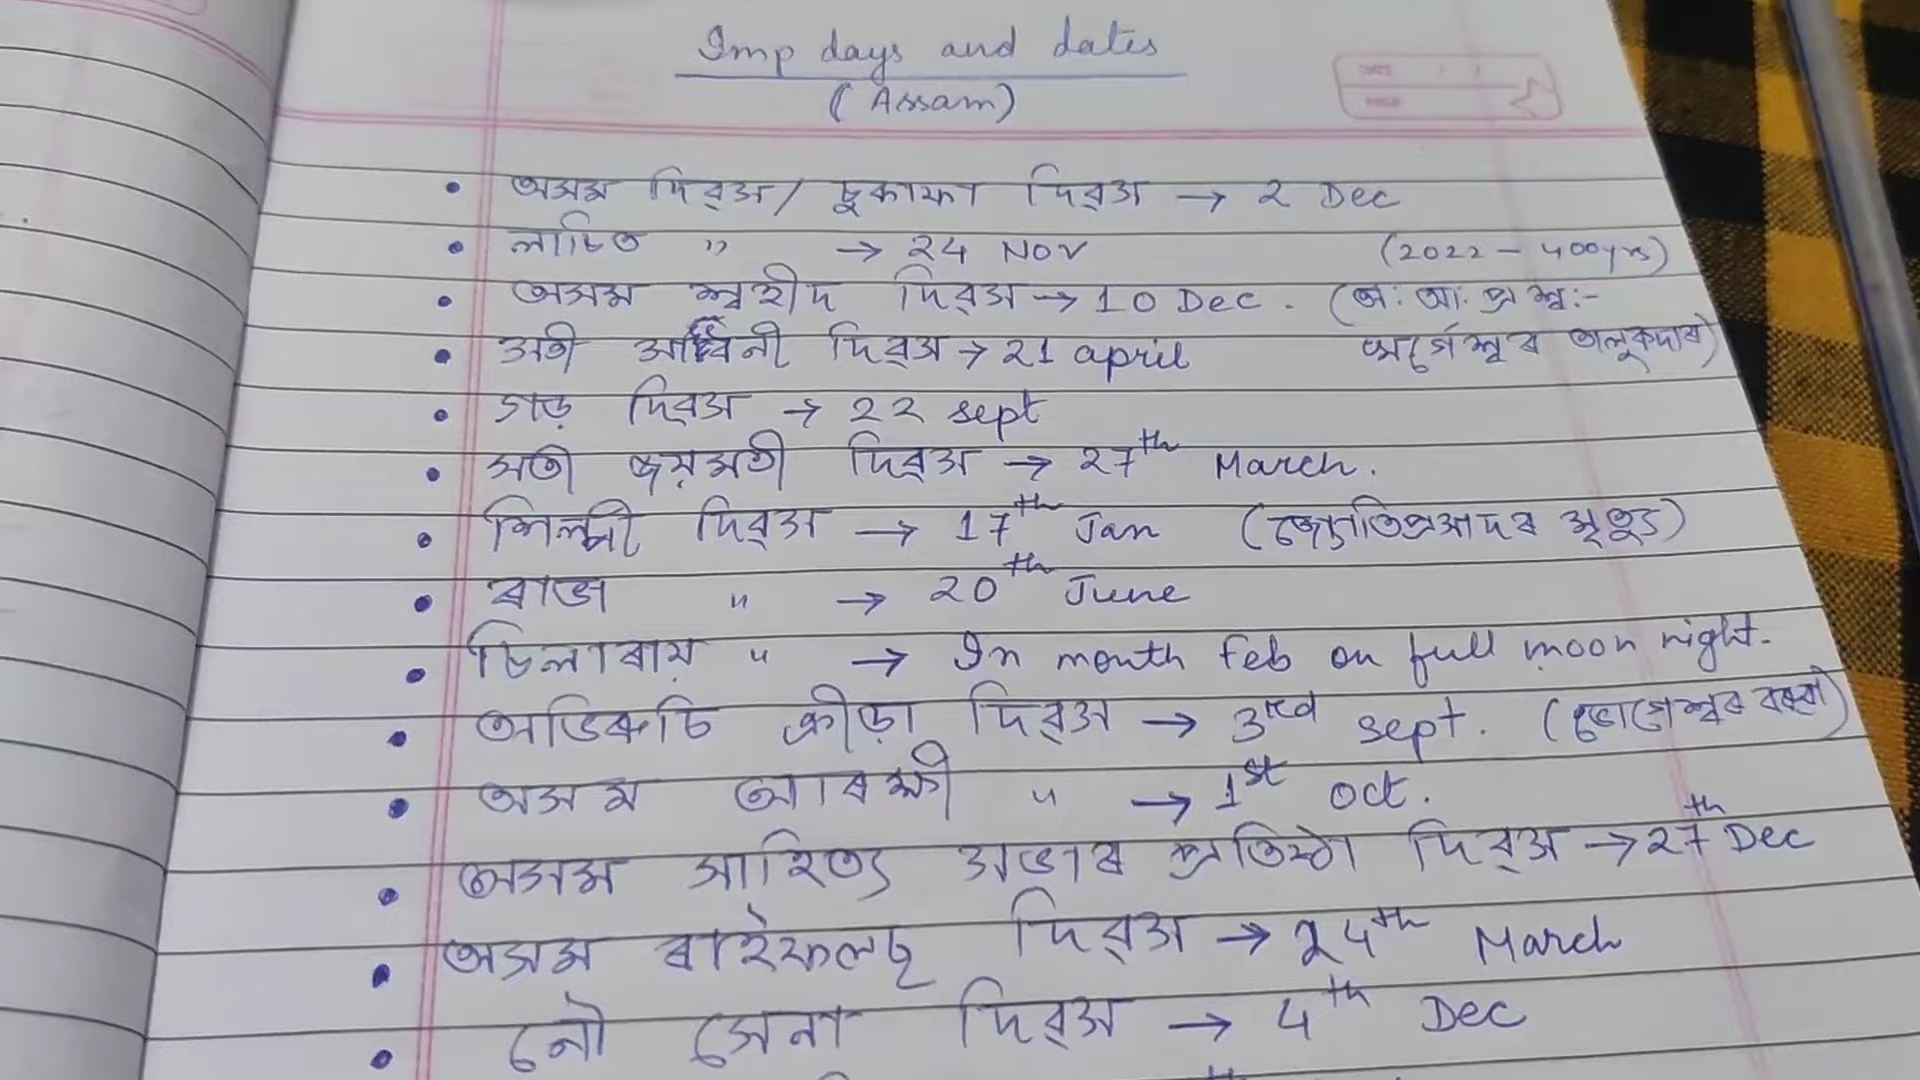 Imp days and dates
(Assam)
• অসম দিৱস / চুকাফা দিৱস → 2 Dec
• লাচিত " → 24 Nov (2022 - 400yrs)
• অসম শ্বহীদ দিৱস → 10 Dec. (অ: আ: প্ৰ শ্ব:-
• সতী সাধিনী দিৱস → 21 april খৰ্গেশ্বৰ তালুকদাৰ)
• গড় দিৱস → 22 sept
• সতী জয়মতী দিৱস → 27th March.
• শিল্পী দিৱস → 17th Jan (জ্যোতিপ্ৰসাদৰ মৃত্যু)
• ৰাভা " → 20th June
• চিলাৰায় " → In month Feb on full moon night.
• অভিৰুচি ক্ৰীড়া দিৱস → 3rd sept. (ভোগেশ্বৰ বৰুৱা)
• অসম আৰক্ষী " → 1st oct.
• অসম সাহিত্য সভাৰ প্ৰতিষ্ঠা দিৱস → 27th Dec
• অসম ৰাইফলছ্ দিৱস → 24th March
• নৌ সেনা দিৱস → 4th Dec